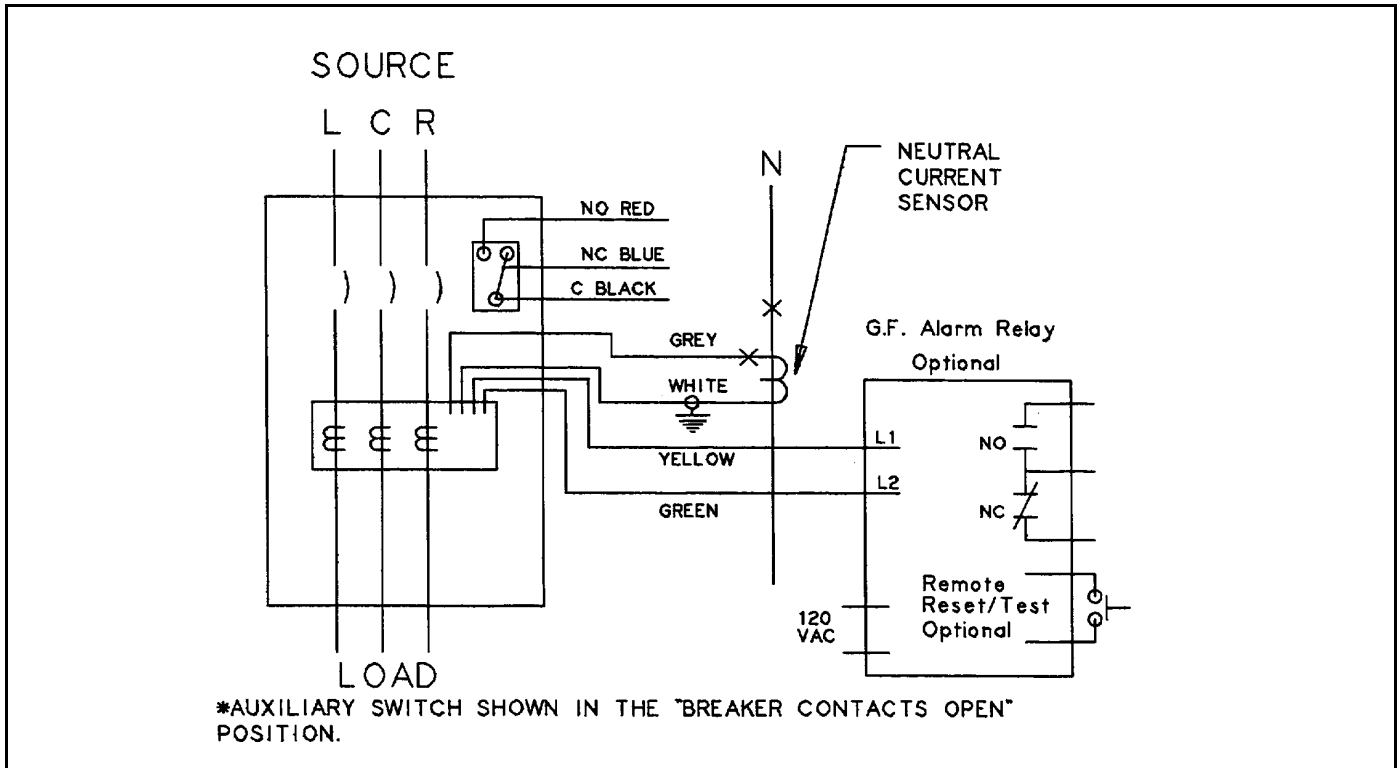 SOURCE
L C R
N
NEUTRAL
CURRENT
SENSOR
NO RED
NC BLUE
C BLACK
GREY
WHITE
YELLOW
GREEN
G.F. Alarm Relay
Optional
L1
L2
NO
NC
Remote
Reset/Test
Optional
120
VAC
LOAD
*AUXILIARY SWITCH SHOWN IN THE "BREAKER CONTACTS OPEN"
POSITION.